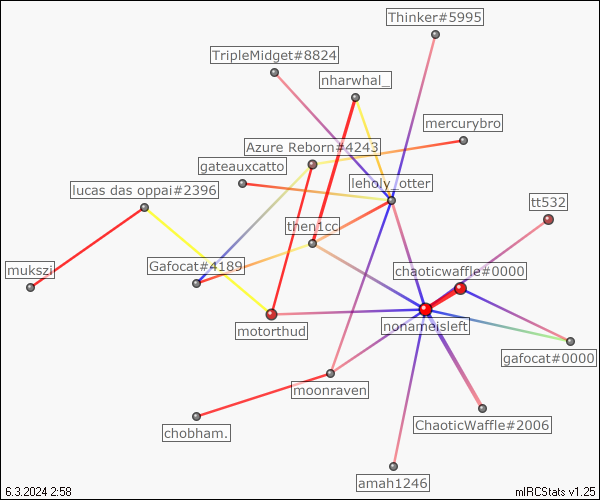 Thinker#5995
TripleMidget#8824
nharwhal_
mercurybro
Azure Reborn#4243
gateauxcatto
leholy_otter
lucas das oppai#2396
tt532
then1cc
Gafocat#4189
mukszi
chaoticwaffle#0000
motorthud
nonameisleft
gafocat#0000
moonraven
ChaoticWaffle#2006
chobham.
amah1246
6.3.2024 2:58
mIRCStats v1.25